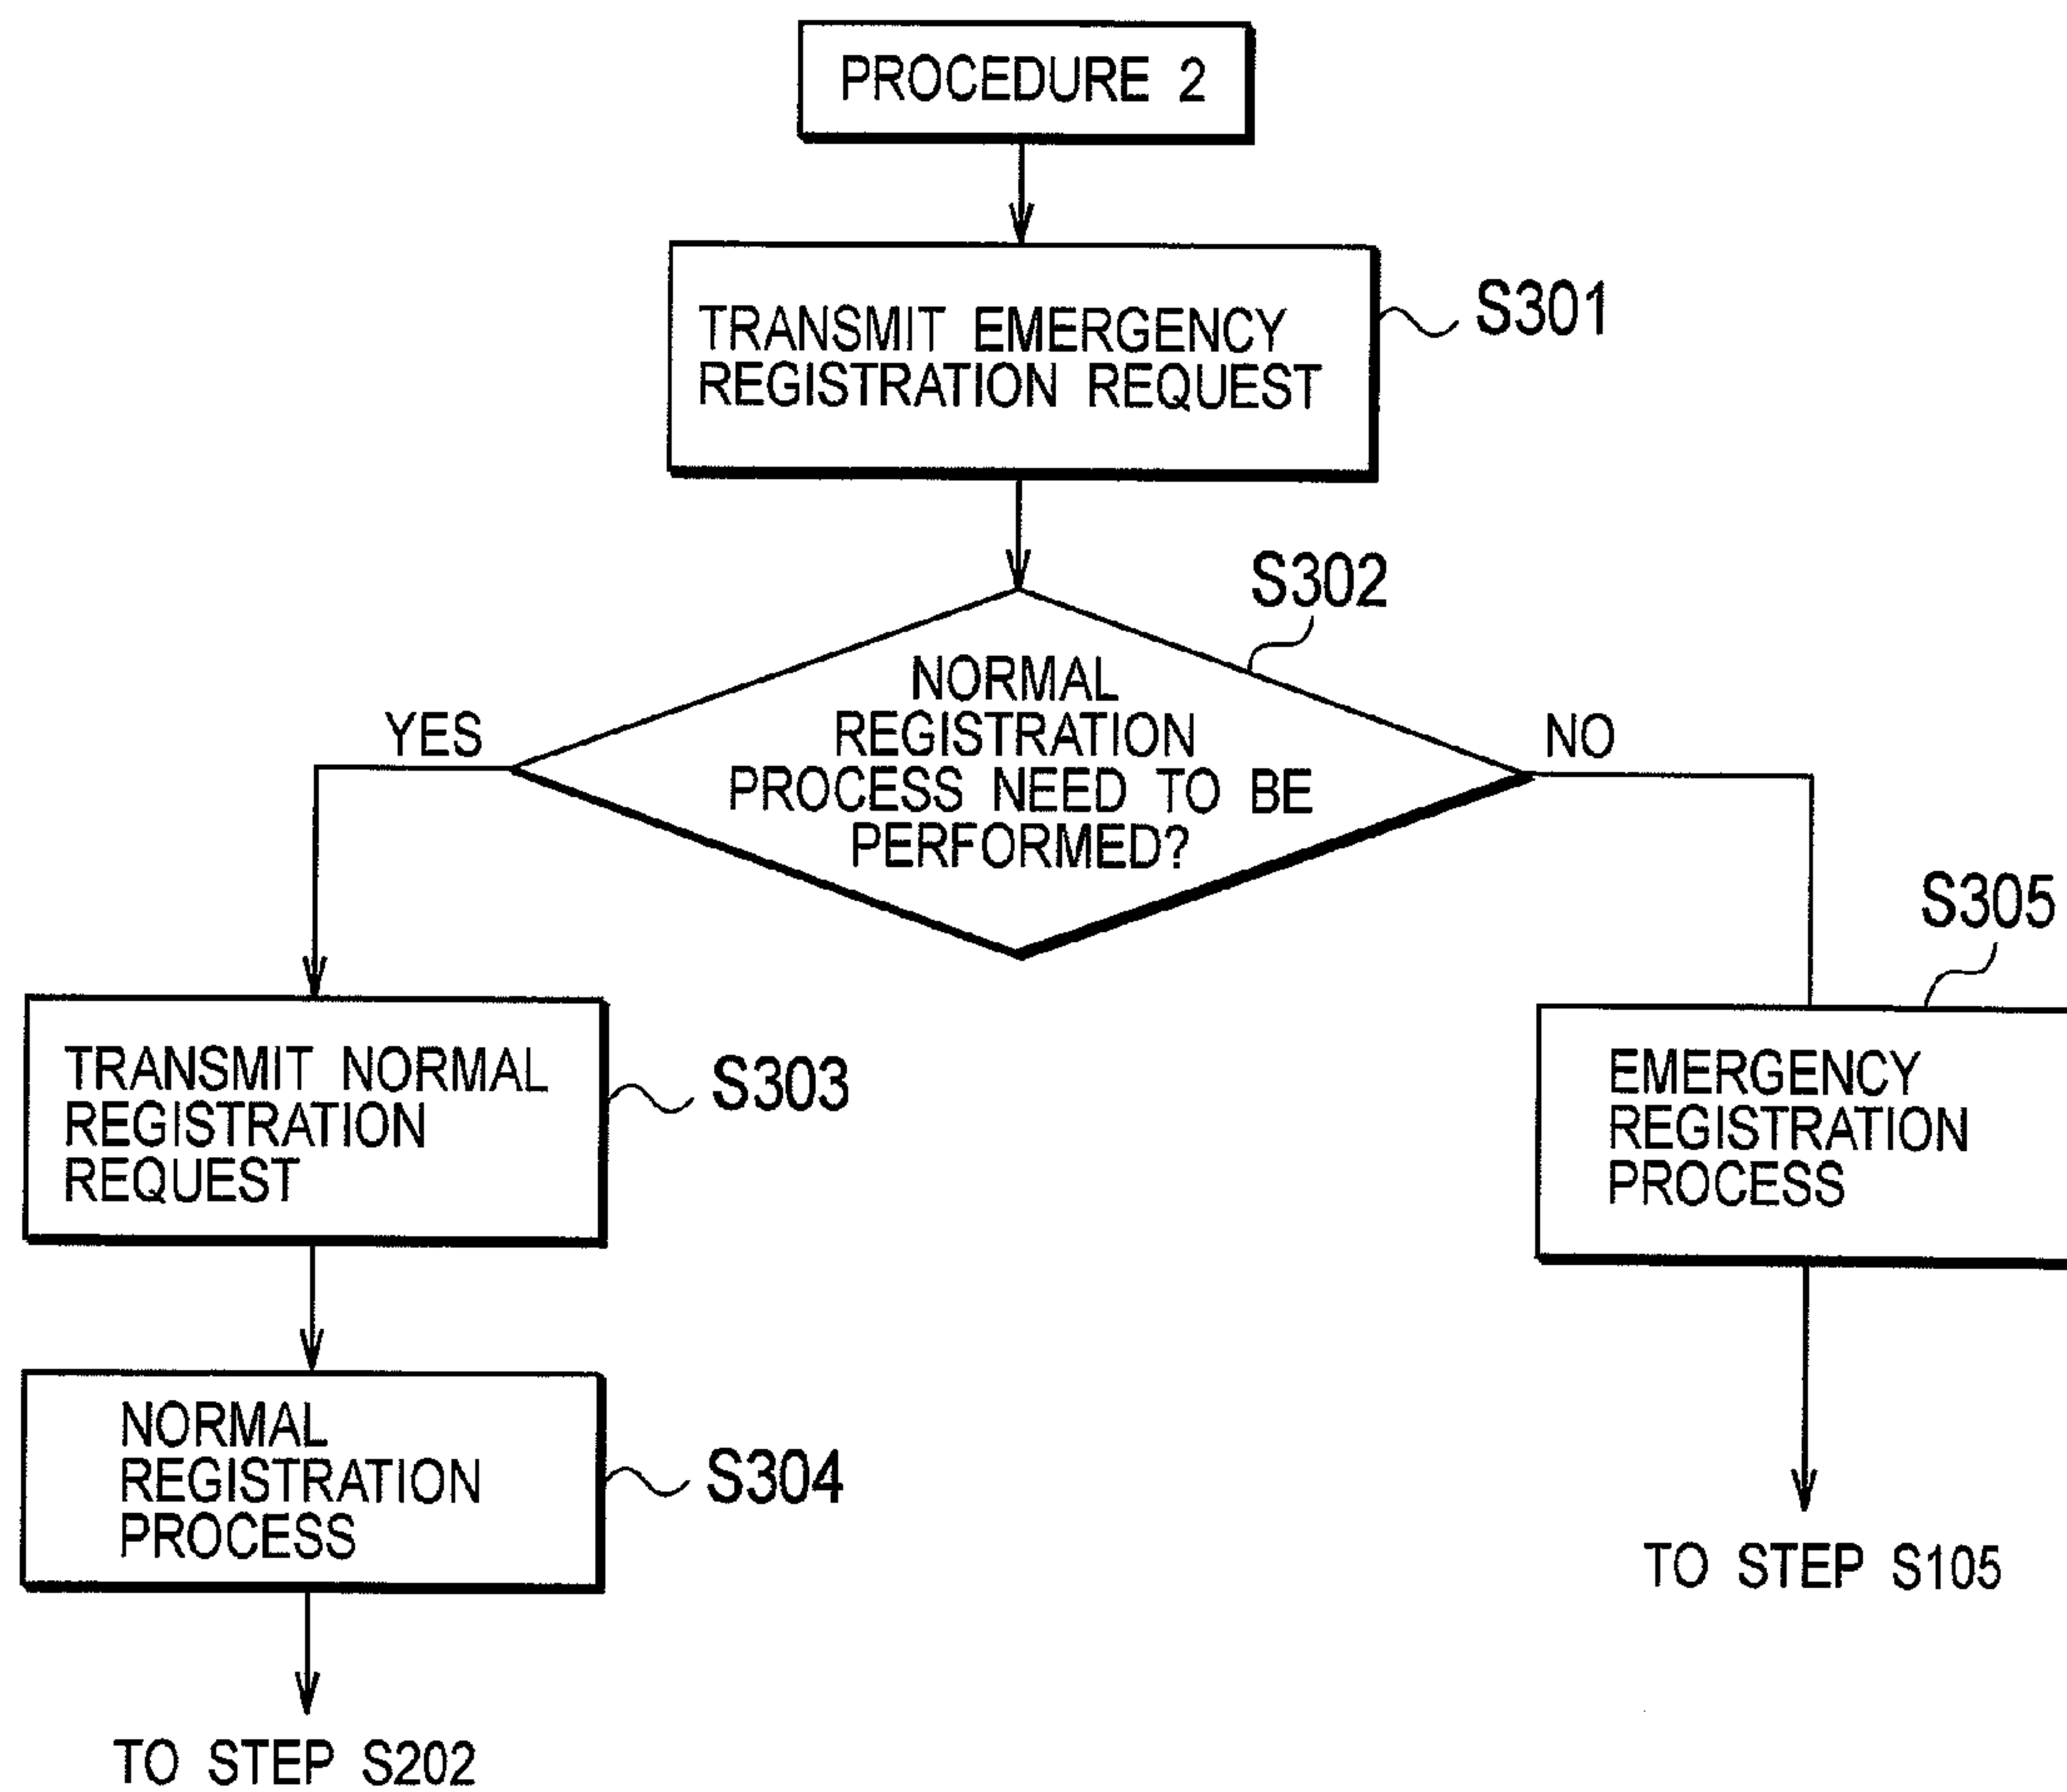 PROCEDURE 2
TRANSMIT EMERGENCY
REGISTRATION REQUEST
S301
S302
NORMAL
REGISTRATION
PROCESS NEED TO BE
PERFORMED?
YES
NO
TRANSMIT NORMAL
REGISTRATION
REQUEST
S303
S305
EMERGENCY
REGISTRATION
PROCESS
NORMAL
REGISTRATION
PROCESS
S304
TO STEP S105
TO STEP S202